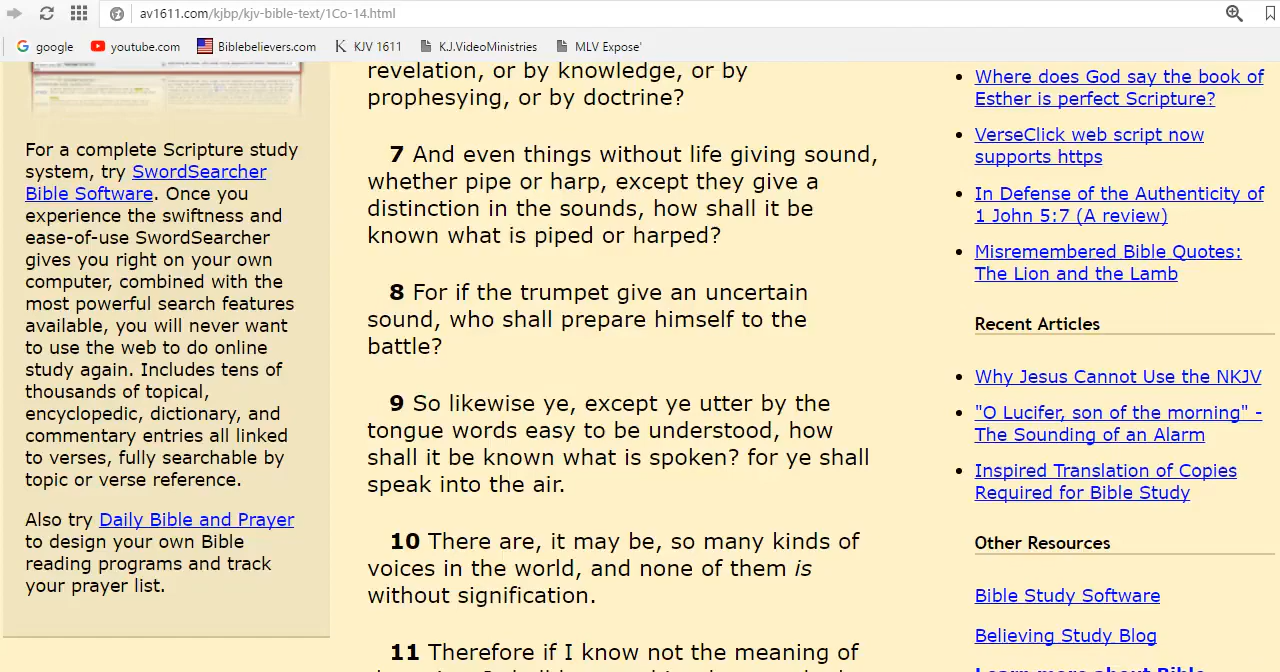 av1611.com/kjbp/kjv-bible-text/1Co-14.html
google
youtube.com
Biblebelievers.com
KJV 1611
K.J.VideoMinistries
MLV Expose'
For a complete Scripture study
system, try SwordSearcher
Bible Software. Once you
experience the swiftness and
ease-of-use SwordSearcher
gives you right on your own
computer, combined with the
most powerful search features
available, you will never want
to use the web to do online
study again. Includes tens of
thousands of topical,
encyclopedic, dictionary, and
commentary entries all linked
to verses, fully searchable by
topic or verse reference.
Also try Daily Bible and Prayer
to design your own Bible
reading programs and track
your prayer list.
revelation, or by knowledge, or by
prophesying, or by doctrine?
7 And even things without life giving sound,
whether pipe or harp, except they give a
distinction in the sounds, how shall it be
known what is piped or harped?
8 For if the trumpet give an uncertain
sound, who shall prepare himself to the
battle?
9 So likewise ye, except ye utter by the
tongue words easy to be understood, how
shall it be known what is spoken? for ye shall
speak into the air.
10 There are, it may be, so many kinds of
voices in the world, and none of them is
without signification.
11 Therefore if I know not the meaning of
Where does God say the book of
Esther is perfect Scripture?
VerseClick web script now
supports https
In Defense of the Authenticity of
1 John 5:7 (A review)
Misremembered Bible Quotes:
The Lion and the Lamb
Recent Articles
Why Jesus Cannot Use the NKJV
"O Lucifer, son of the morning" -
The Sounding of an Alarm
Inspired Translation of Copies
Required for Bible Study
Other Resources
Bible Study Software
Believing Study Blog
Learn more about Bible